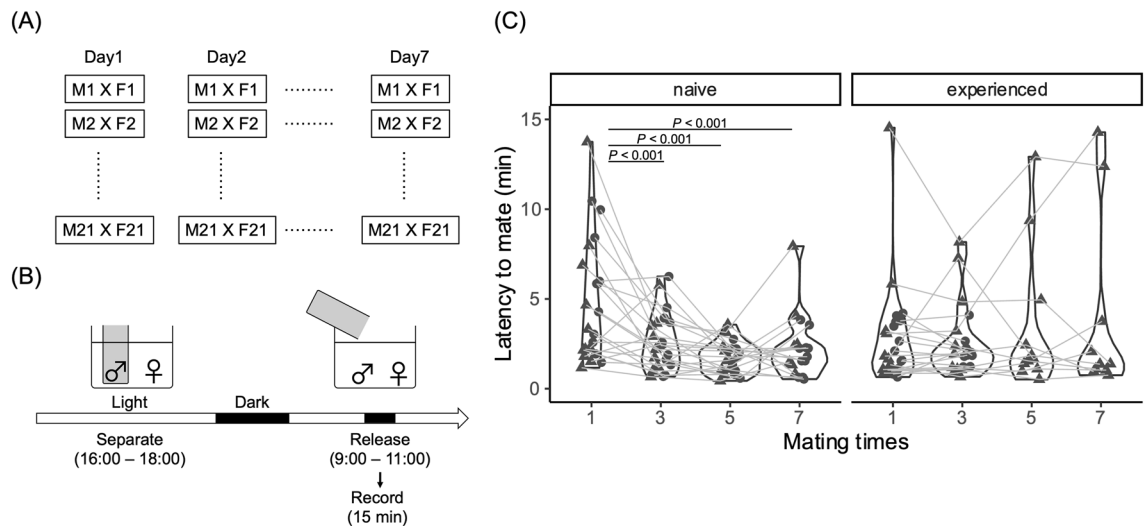 (A)
Day1 Day2 Day7
M1 X F1 M1 X F1 ········· M1 X F1
M2 X F2 M2 X F2 ········· M2 X F2
M21 X F21 M21 X F21 ········· M21 X F21
(B)
♂ ♀ ♂ ♀
Light Dark
Separate Release
(16:00 – 18:00) (9:00 – 11:00)
Record
(15 min)
(C)
naive experienced
Latency to mate (min)
15
10
5
0
P < 0.001
P < 0.001
P < 0.001
1 3 5 7 1 3 5 7
Mating times